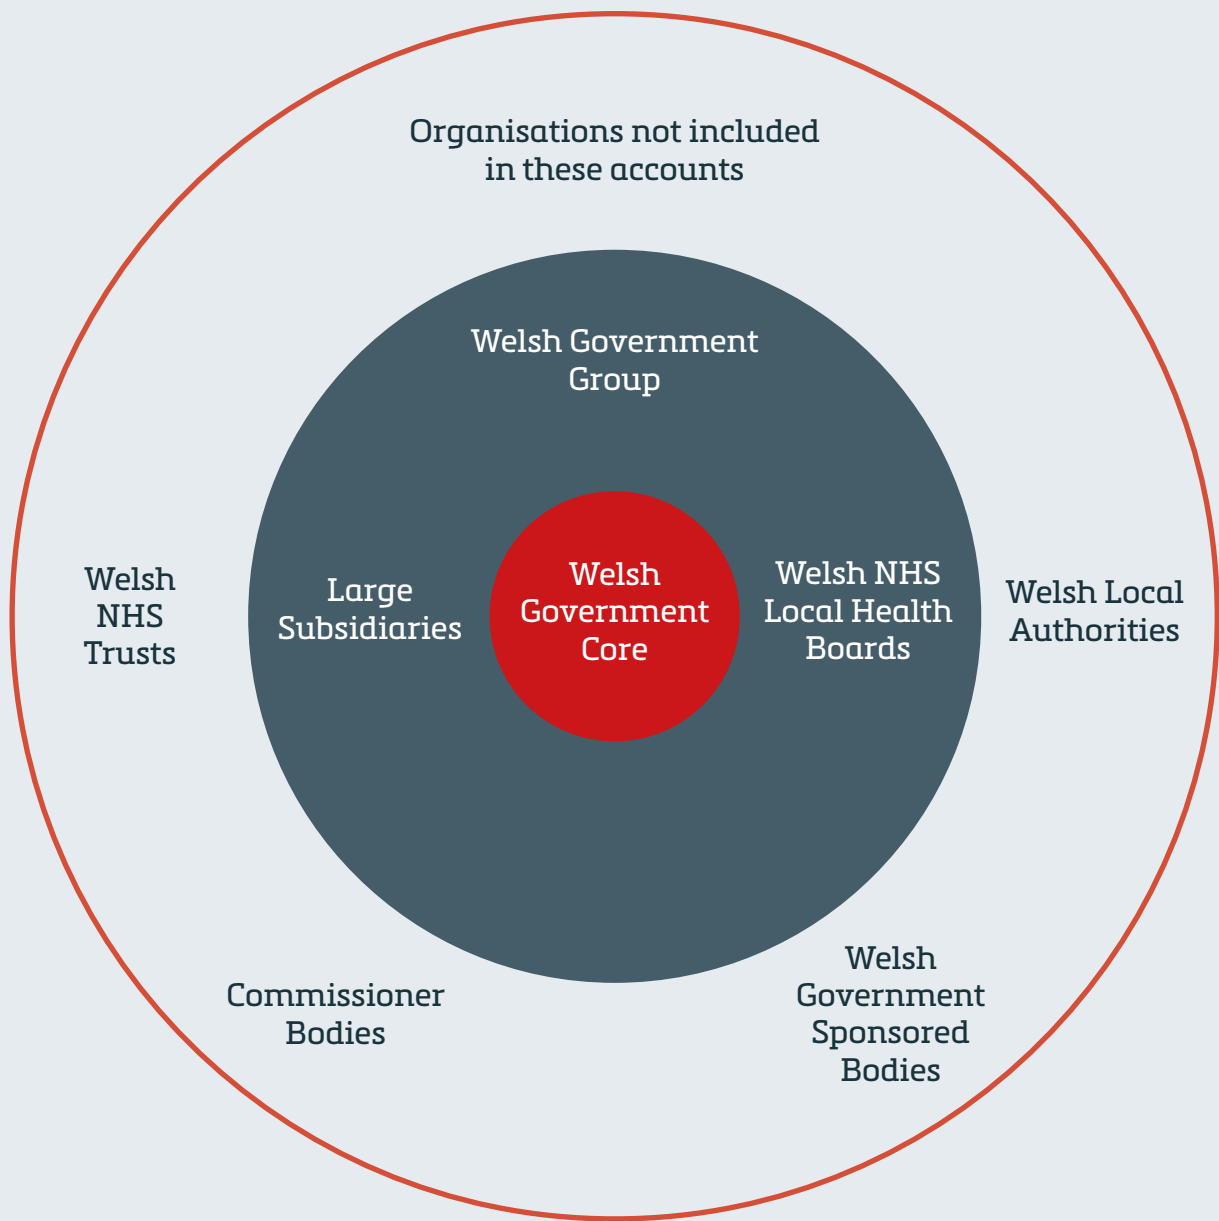 Organisations not included
in these accounts
Welsh Government
Group
Welsh
NHS
Trusts
Large
Subsidiaries
Welsh
Government
Core
Welsh NHS
Local Health
Boards
Welsh Local
Authorities
Commissioner
Bodies
Welsh
Government
Sponsored
Bodies